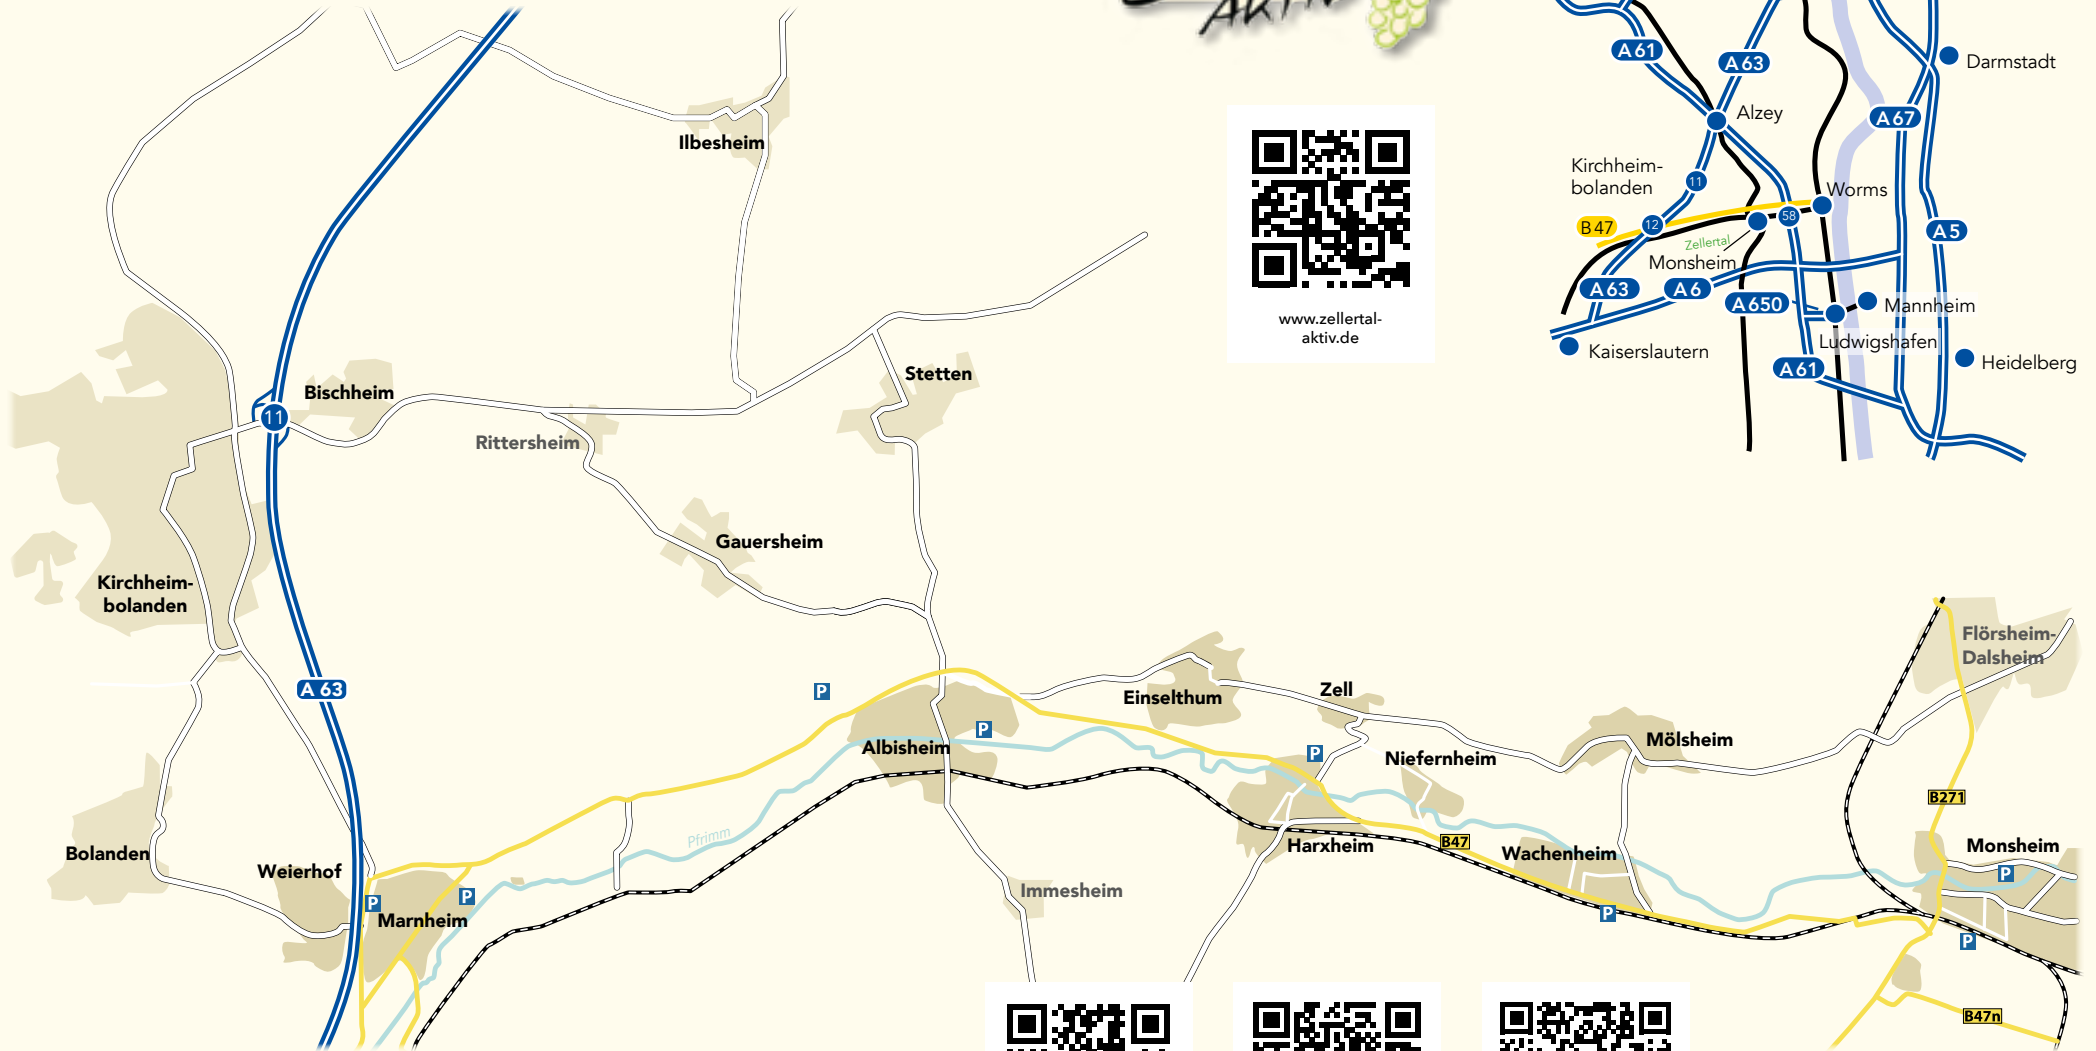 AKTIV
A 61
A 63
Darmstadt
Alzey
A 67
Kirchheim-
bolanden
11
Worms
B 47
12
58
A 5
Zellertal
Monsheim
A 63
A 6
A 650
Mannheim
Ludwigshafen
Kaiserslautern
A 61
Heidelberg
www.zellertal-
aktiv.de
Ilbesheim
Bischheim
11
Rittersheim
Stetten
Gauersheim
Kirchheim-
bolanden
A 63
Flörsheim-
Dalsheim
P
Einselthum
Zell
P
Albisheim
P
Niefernheim
Mölsheim
B271
Pfrimm
Harxheim
B47
Wachenheim
Monsheim
P
Bolanden
Weierhof
P
P
Marnheim
Immesheim
P
P
B47n